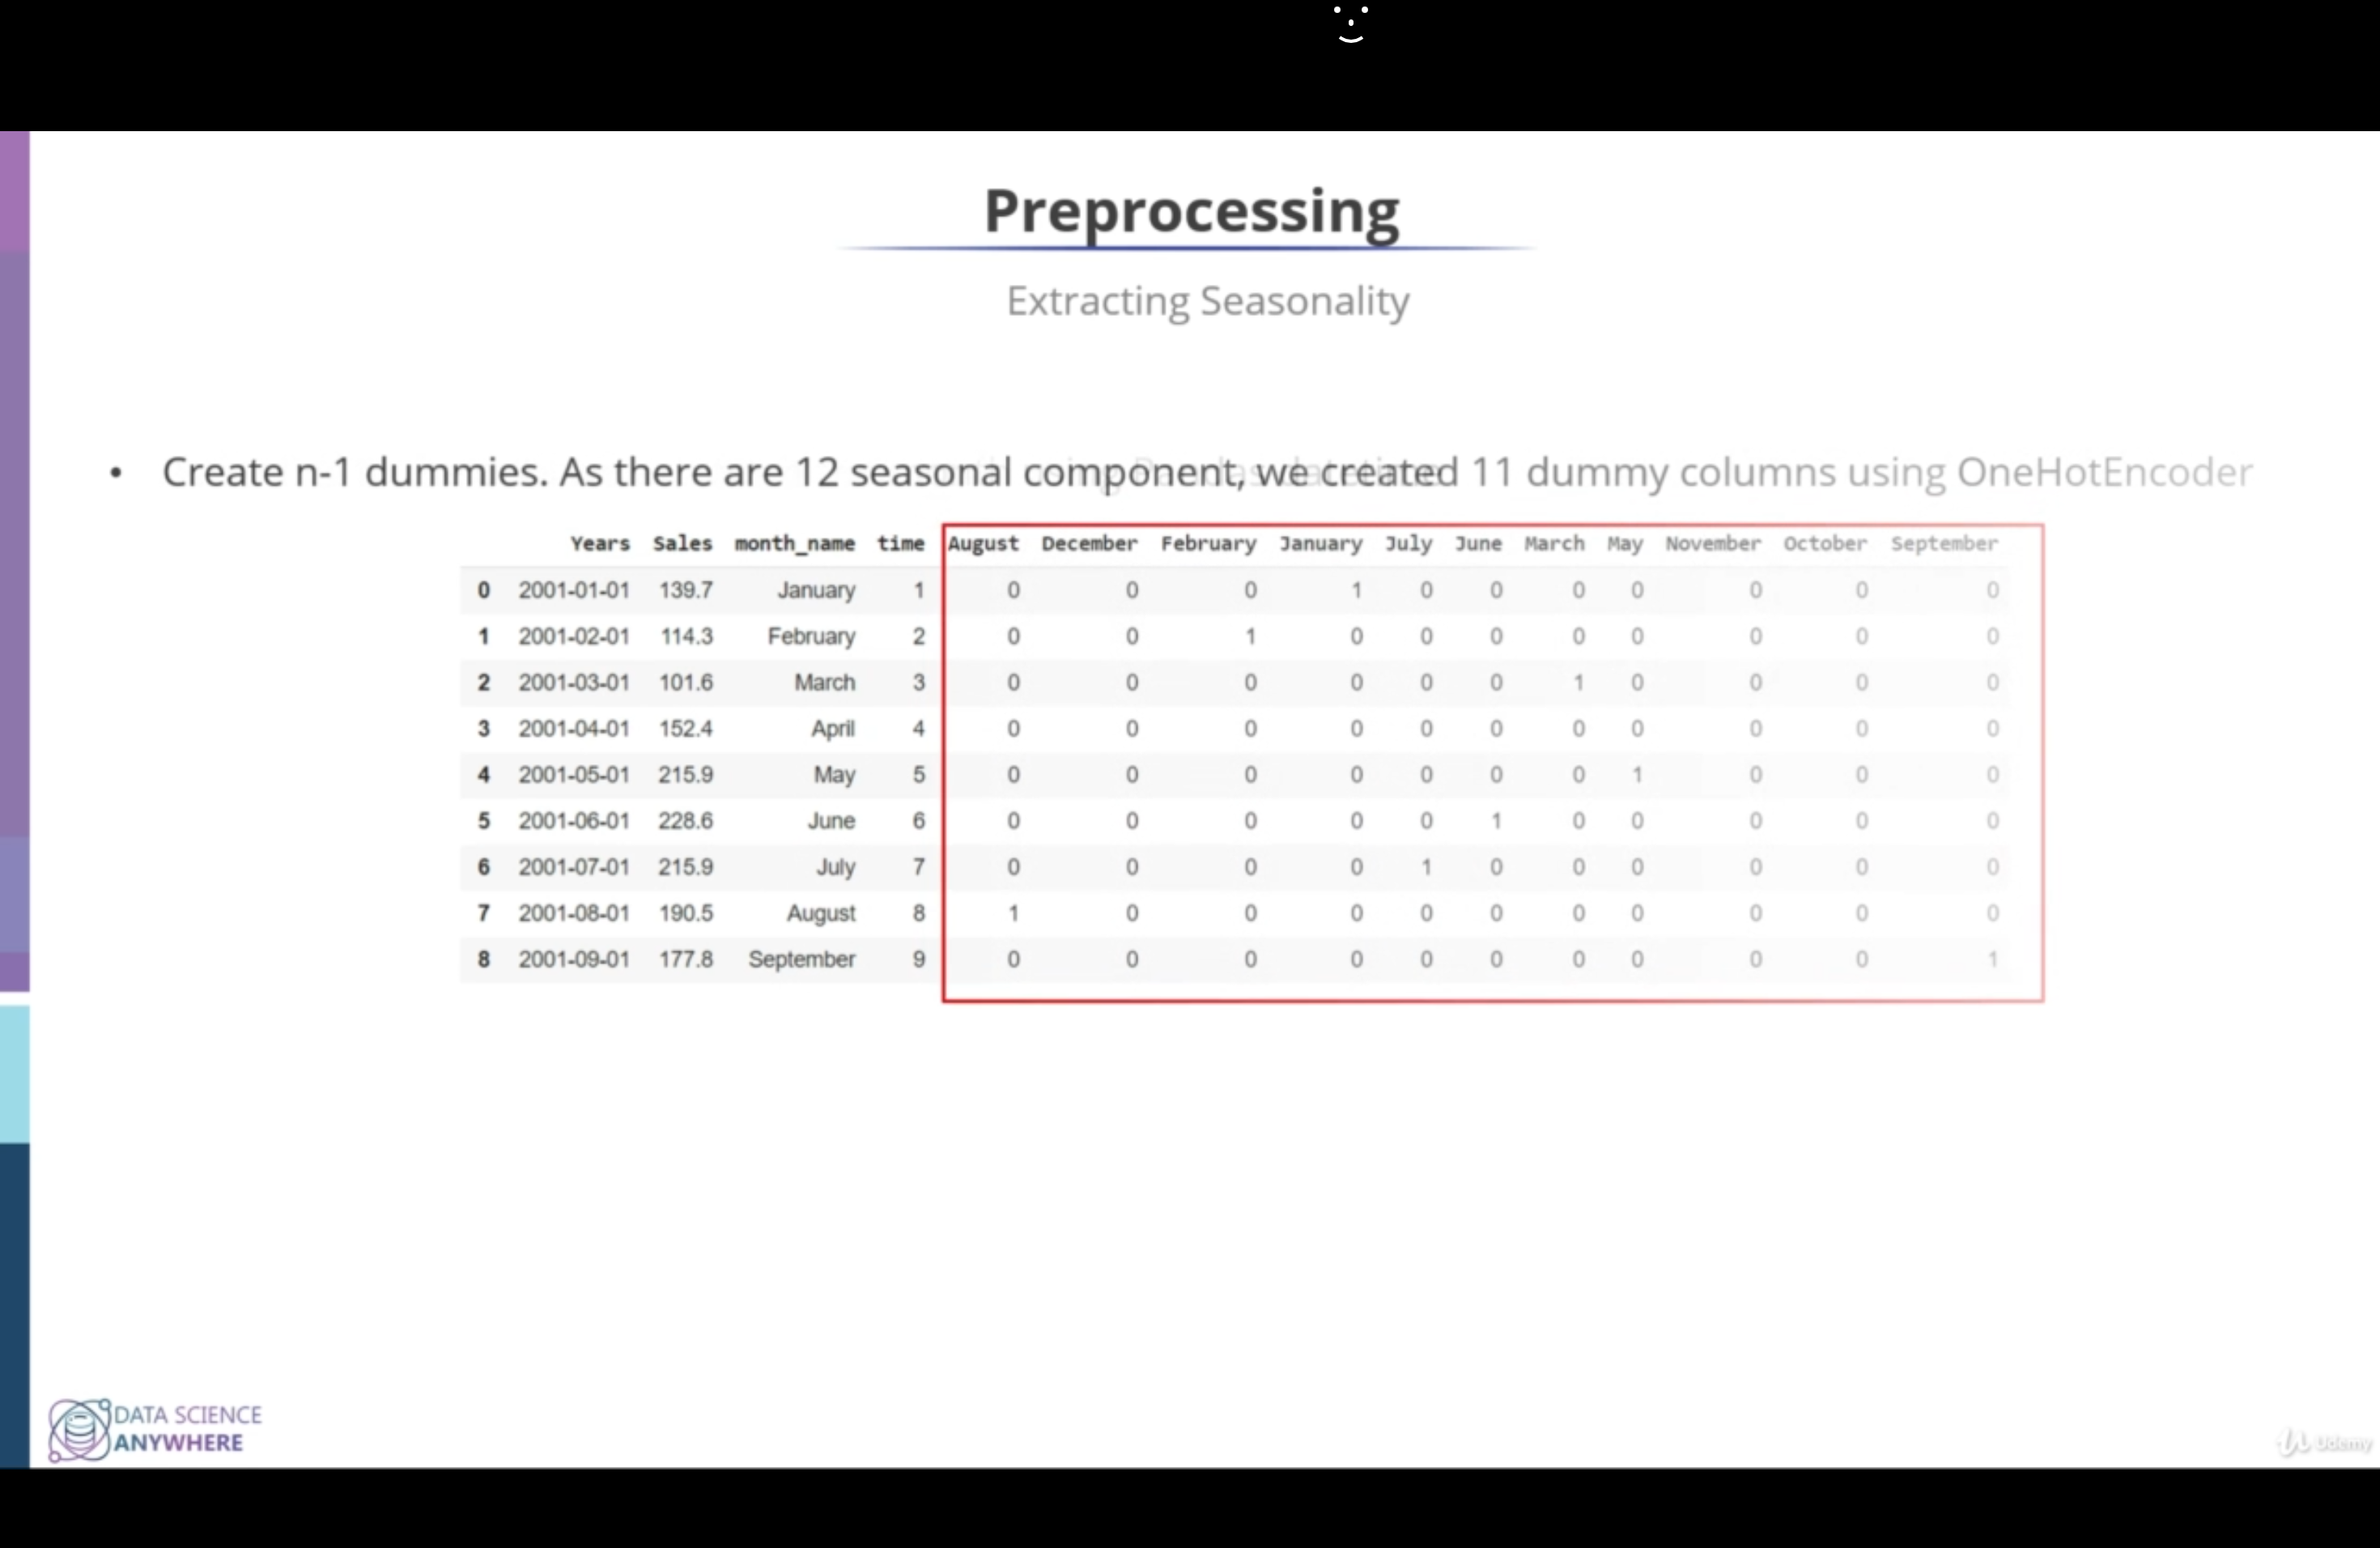 Preprocessing
Extracting Seasonality
• Create n-1 dummies. As there are 12 seasonal component, we created 11 dummy columns using OneHotEncoder
Years Sales month_name time August December February January July June March May November October September
0 2001-01-01 139.7 January 1 0 0 0 1 0 0 0 0 0 0 0
1 2001-02-01 114.3 February 2 0 0 1 0 0 0 0 0 0 0 0
2 2001-03-01 101.6 March 3 0 0 0 0 0 0 1 0 0 0 0
3 2001-04-01 152.4 April 4 0 0 0 0 0 0 0 0 0 0 0
4 2001-05-01 215.9 May 5 0 0 0 0 0 0 0 1 0 0 0
5 2001-06-01 228.6 June 6 0 0 0 0 0 1 0 0 0 0 0
6 2001-07-01 215.9 July 7 0 0 0 0 1 0 0 0 0 0 0
7 2001-08-01 190.5 August 8 1 0 0 0 0 0 0 0 0 0 0
8 2001-09-01 177.8 September 9 0 0 0 0 0 0 0 0 0 0 1
DATA SCIENCE
ANYWHERE
Udemy